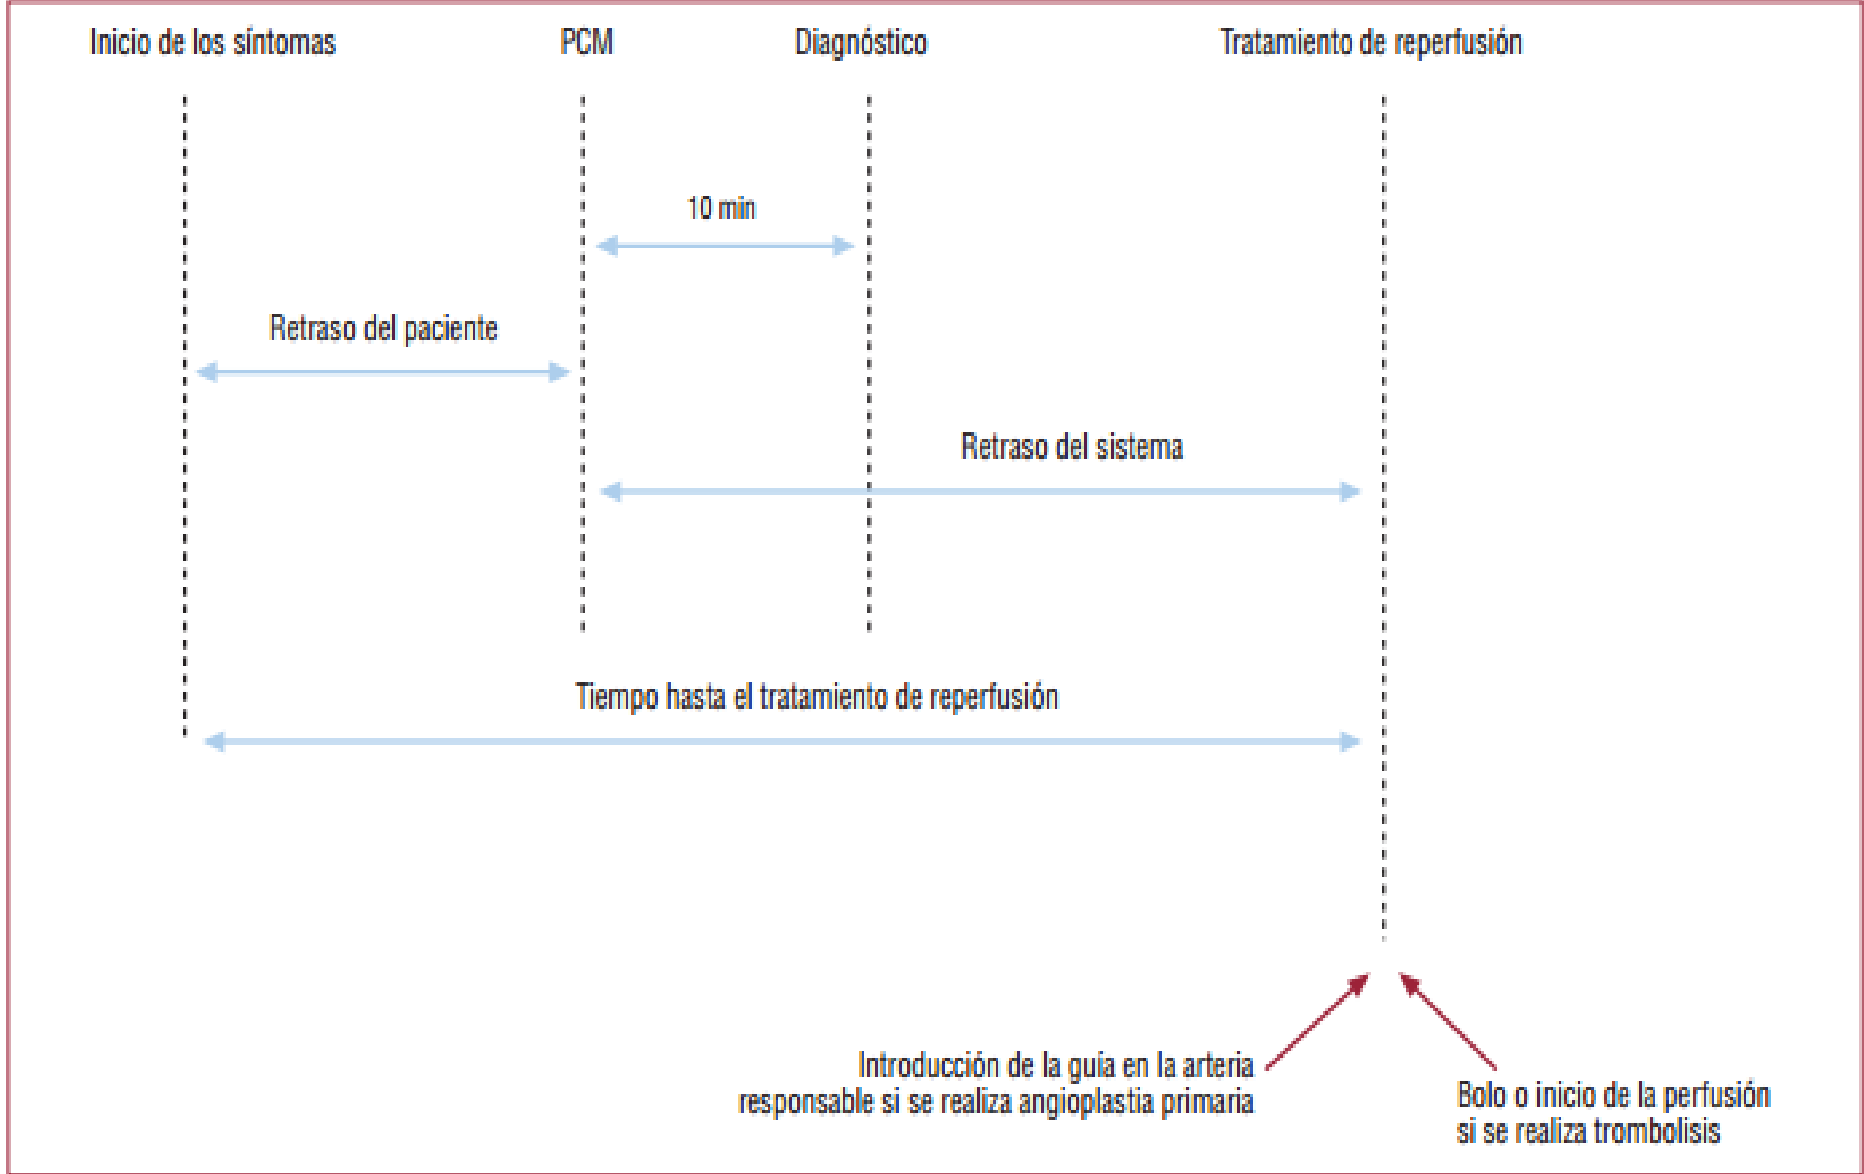 Inicio de los síntomas
PCM
Diagnóstico
Tratamiento de reperfusión
10 min
Retraso del paciente
Retraso del sistema
Tiempo hasta el tratamiento de reperfusión
Introducción de la guía en la arteria
responsable si se realiza angioplastia primaria
Bolo o inicio de la perfusión
si se realiza trombolisis